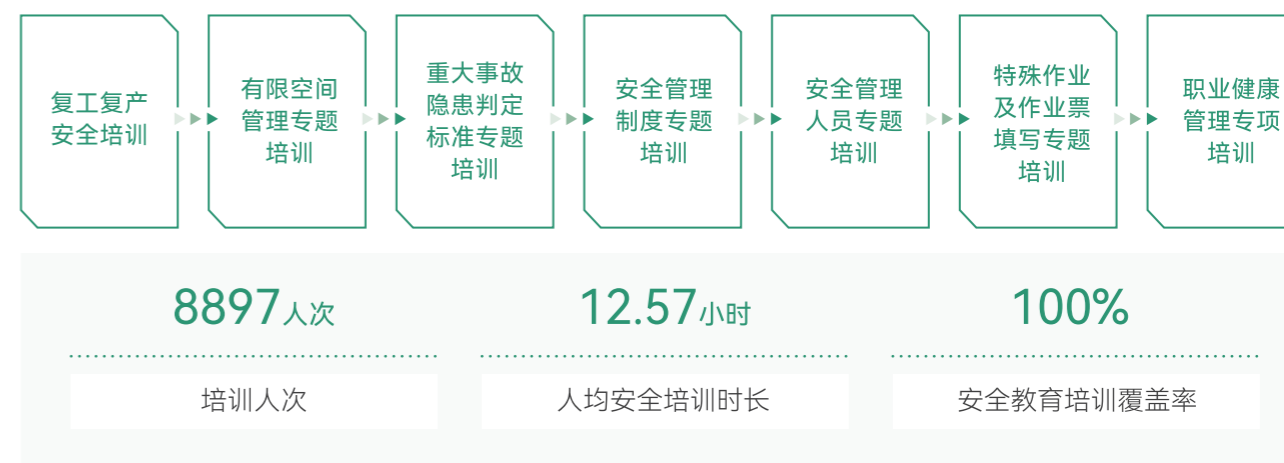 复工复产
安全培训
有限空间
管理专题
培训
重大事故
隐患判定
标准专题
培训
安全管理
制度专题
培训
安全管理
人员专题
培训
特殊作业
及作业票
填写专题
培训
职业健康
管理专项
培训
8897人次
培训人次
12.57小时
人均安全培训时长
100%
安全教育培训覆盖率